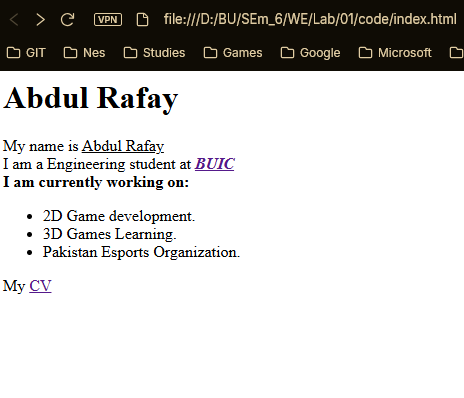 VPN file:///D:/BU/SEm_6/WE/Lab/01/code/index.html
GIT Nes Studies Games Google Microsoft
Abdul Rafay
My name is Abdul Rafay
I am a Engineering student at BUIC
I am currently working on:
• 2D Game development.
• 3D Games Learning.
• Pakistan Esports Organization.
My CV